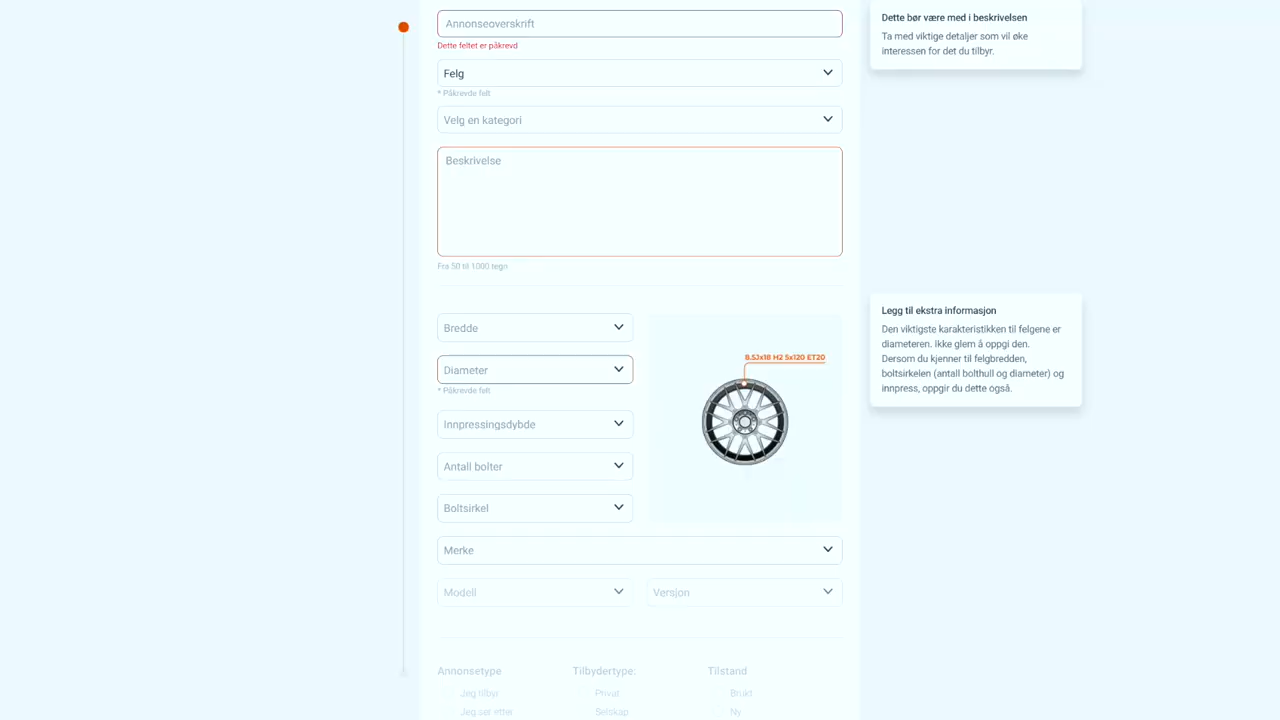 Annonseoverskrift
Dette feltet er påkrevd
Felg
* Påkrevde felt
Velg en kategori
Beskrivelse
Fra 50 til 1000 tegn
Dette bør være med i beskrivelsen
Ta med viktige detaljer som vil øke
interessen for det du tilbyr.
Bredde
Diameter
* Påkrevde felt
Innpressingsdybde
Antall bolter
Boltsirkel
8.5Jx18 H2 5x120 ET20
Legg til ekstra informasjon
Den viktigste karakteristikken til felgene er
diameteren. ikke glem å oppgi den.
Dersom du kjenner til felgbredden,
boltsirkelen (antall bolthull og diameter) og
innpress, oppgir du dette også.
Merke
Modell
Versjon
Annonsetype
Jeg tilbyr
Jeg ser etter
Tilbydertype:
Privat
Selskap
Tilstand
Brukt
Ny